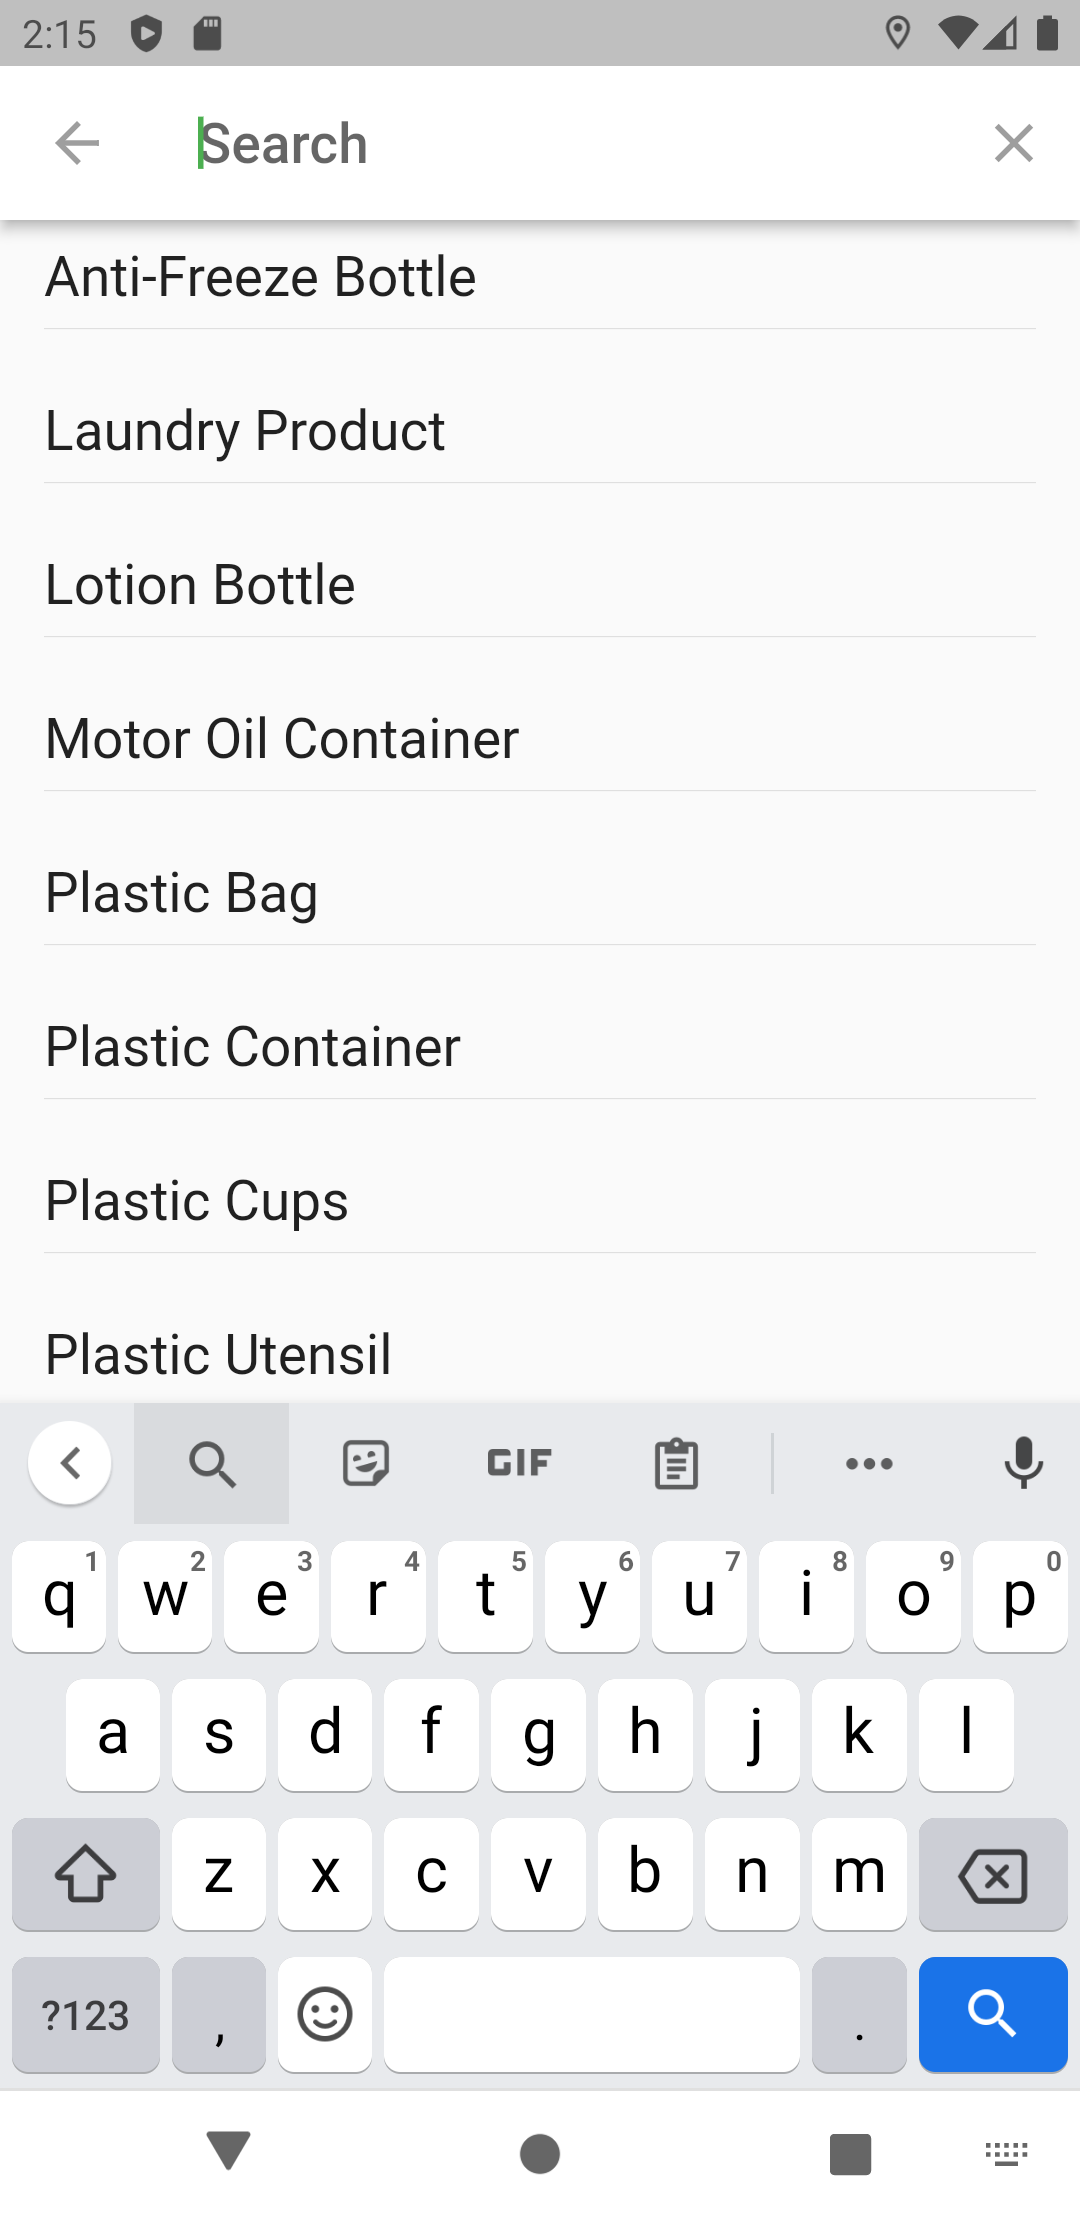 2:15
Search
Anti-Freeze Bottle
Laundry Product
Lotion Bottle
Motor Oil Container
Plastic Bag
Plastic Container
Plastic Cups
Plastic Utensil
GIF
q 1 w 2 e 3 r 4 t 5 y 6 u 7 i 8 o 9 p 0
a s d f g h j k l
z x c v b n m
?123 , .